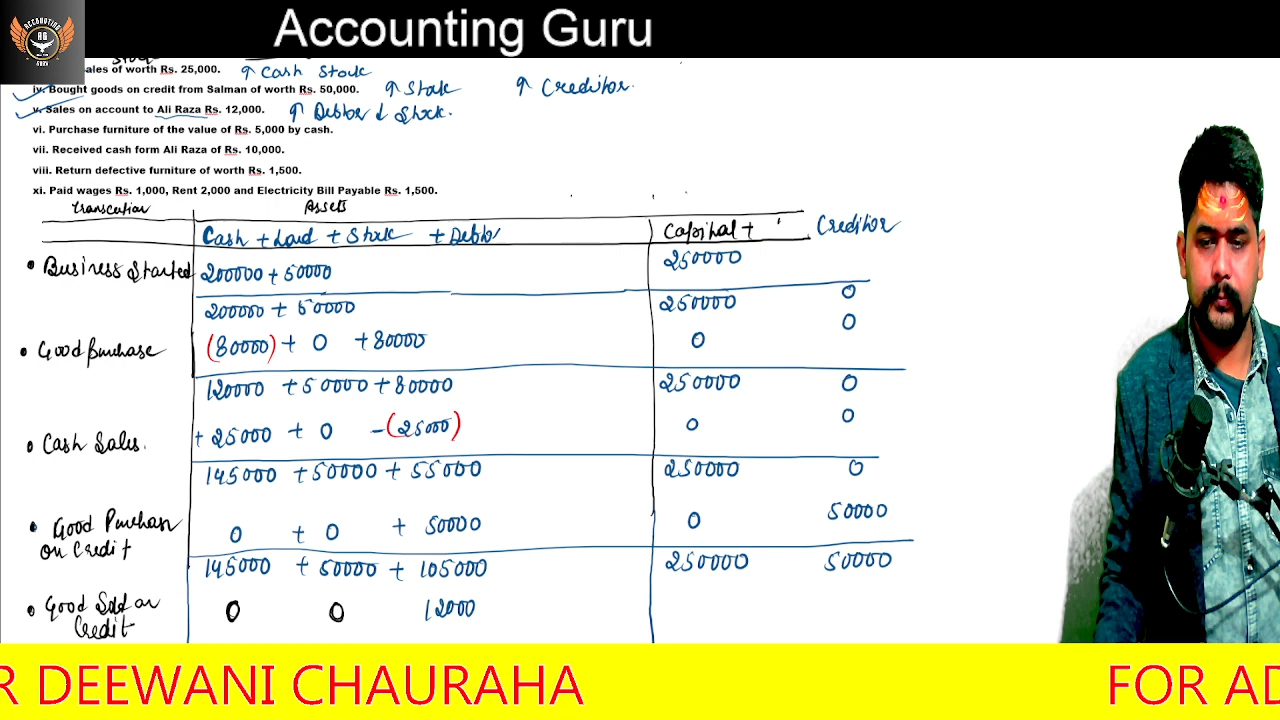 Accounting Guru
ACCOUNTING
AG
GURU
ales of worth Rs. 25,000. ↑ Cash Stock
iv. Bought goods on credit from Salman of worth Rs. 50,000. ↑ Stock ↑ Creditor.
v. Sales on account to Ali Raza Rs. 12,000. ↑ Debtor ↓ Stock.
vi. Purchase furniture of the value of Rs. 5,000 by cash.
vii. Received cash form Ali Raza of Rs. 10,000.
viii. Return defective furniture of worth Rs. 1,500.
xi. Paid wages Rs. 1,000, Rent 2,000 and Electricity Bill Payable Rs. 1,500.
Transcation Assets
Cash + Land + Stock + Debtor Capital + Creditor
• Business Started 200000 + 50000 250000
200000 + 50000 250000 0
• Good purchase (80000) + 0 + 80000 0 0
120000 + 50000 + 80000 250000 0
• Cash Sales. + 25000 + 0 - (25000) 0 0
145000 + 50000 + 55000 250000 0
• Good Purchase on Credit 0 + 0 + 50000 0 50000
145000 + 50000 + 105000 250000 50000
• Good Sold on Credit 0 0 12000
R DEEWANI CHAURAHA FOR AD